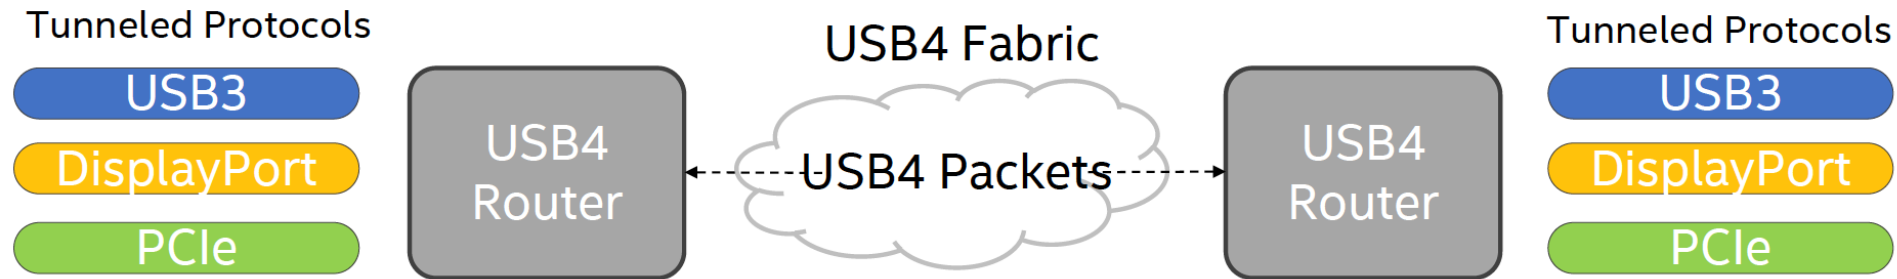 Tunneled Protocols
USB3
DisplayPort
PCIe
USB4
Router
USB4 Fabric
USB4 Packets
USB4
Router
Tunneled Protocols
USB3
DisplayPort
PCIe